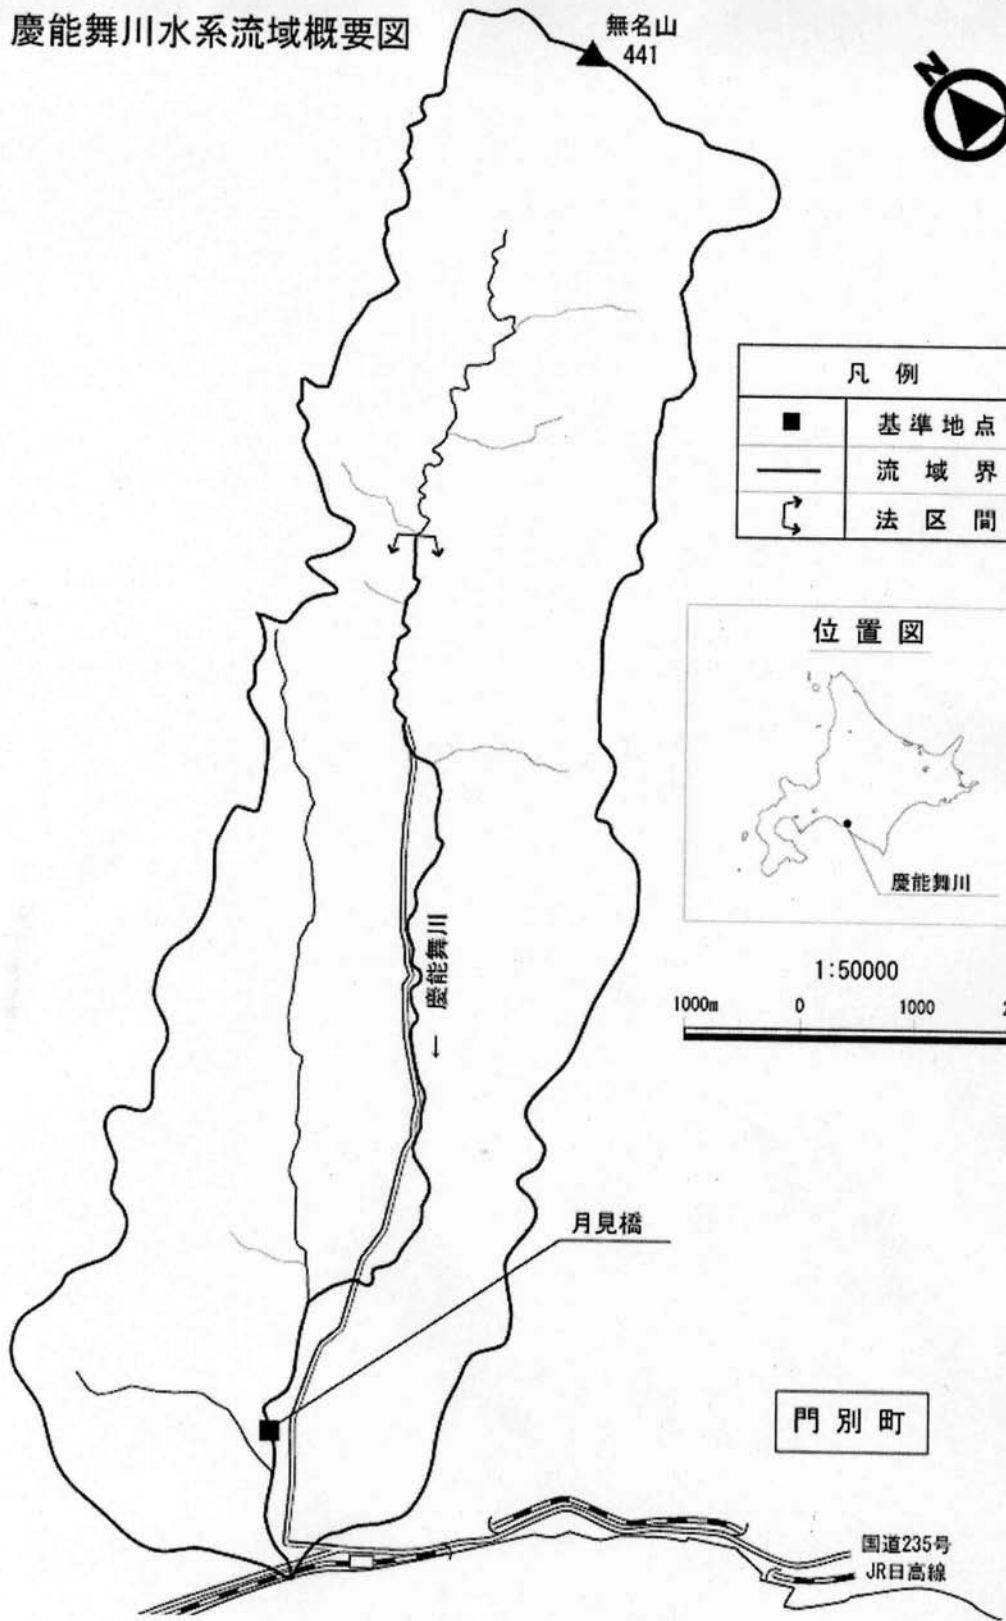 慶能舞川水系流域概要図
無名山
441
N
凡例
基準地点
流域界
法区間
位置図
慶能舞川
1:50000
1000m 0 1000
← 慶能舞川
月見橋
門別町
国道235号
JR日高線